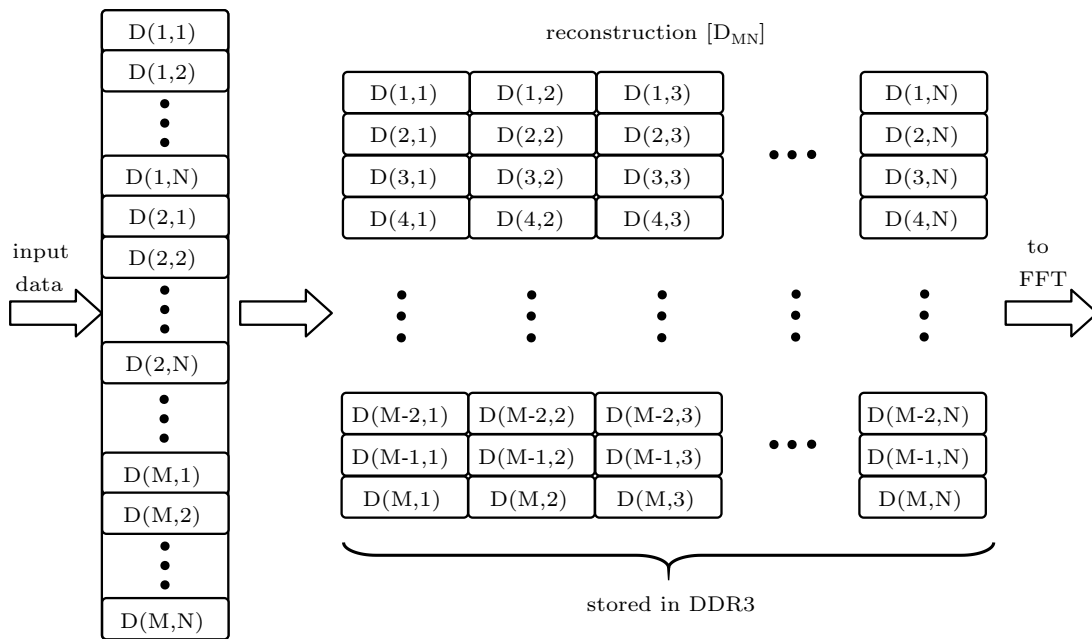 input
data
D(1,1)
D(1,2)
D(1,N)
D(2,1)
D(2,2)
D(2,N)
D(M,1)
D(M,2)
D(M,N)
reconstruction [D_MN]
D(1,1) D(1,2) D(1,3) D(1,N)
D(2,1) D(2,2) D(2,3) D(2,N)
D(3,1) D(3,2) D(3,3) D(3,N)
D(4,1) D(4,2) D(4,3) D(4,N)
D(M-2,1) D(M-2,2) D(M-2,3) D(M-2,N)
D(M-1,1) D(M-1,2) D(M-1,3) D(M-1,N)
D(M,1) D(M,2) D(M,3) D(M,N)
stored in DDR3
to
FFT